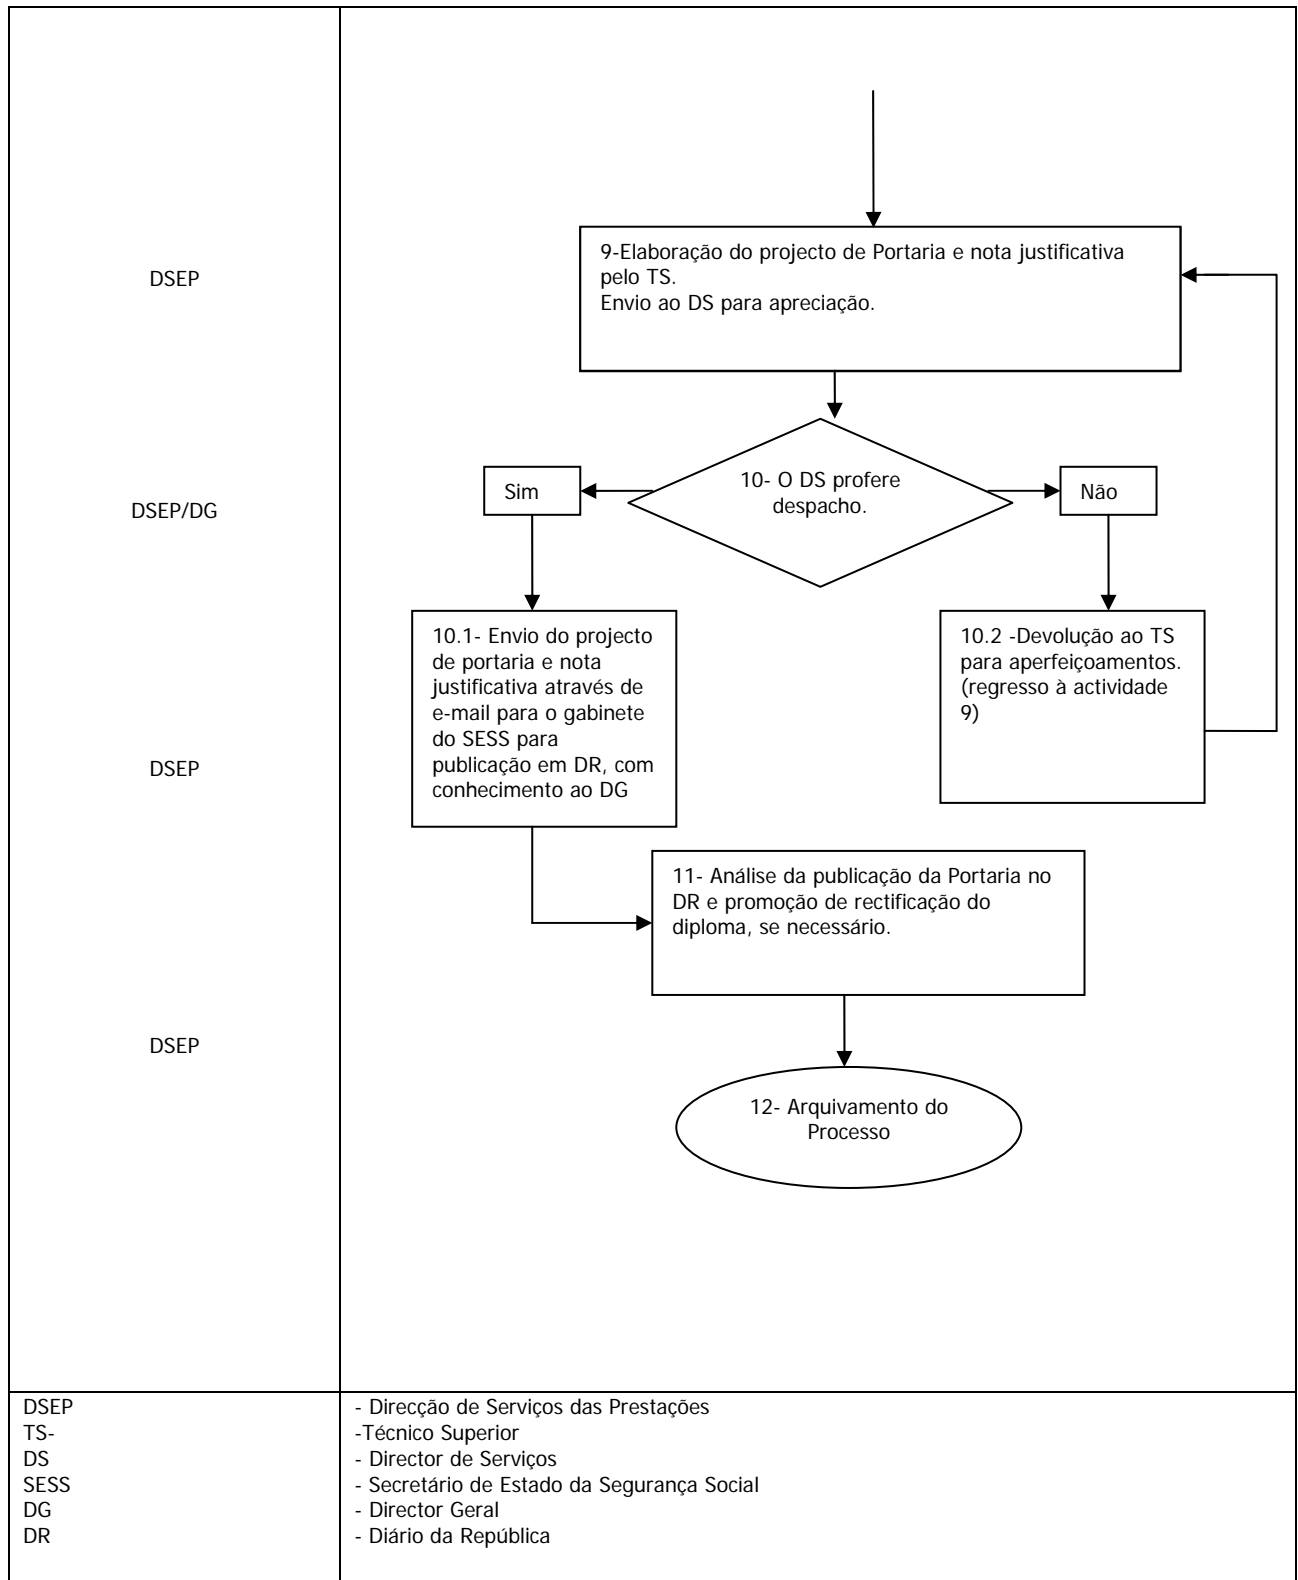 DSEP
9-Elaboração do projecto de Portaria e nota justificativa
pelo TS.
Envio ao DS para apreciação.
DSEP/DG
Sim
10- O DS profere
despacho.
Não
DSEP
10.1- Envio do projecto
de portaria e nota
justificativa através de
e-mail para o gabinete
do SESS para
publicação em DR, com
conhecimento ao DG
10.2 -Devolução ao TS
para aperfeiçoamentos.
(regresso à actividade
9)
11- Análise da publicação da Portaria no
DR e promoção de rectificação do
diploma, se necessário.
DSEP
12- Arquivamento do
Processo
DSEP - Direcção de Serviços das Prestações
TS- -Técnico Superior
DS - Director de Serviços
SESS - Secretário de Estado da Segurança Social
DG - Director Geral
DR - Diário da República